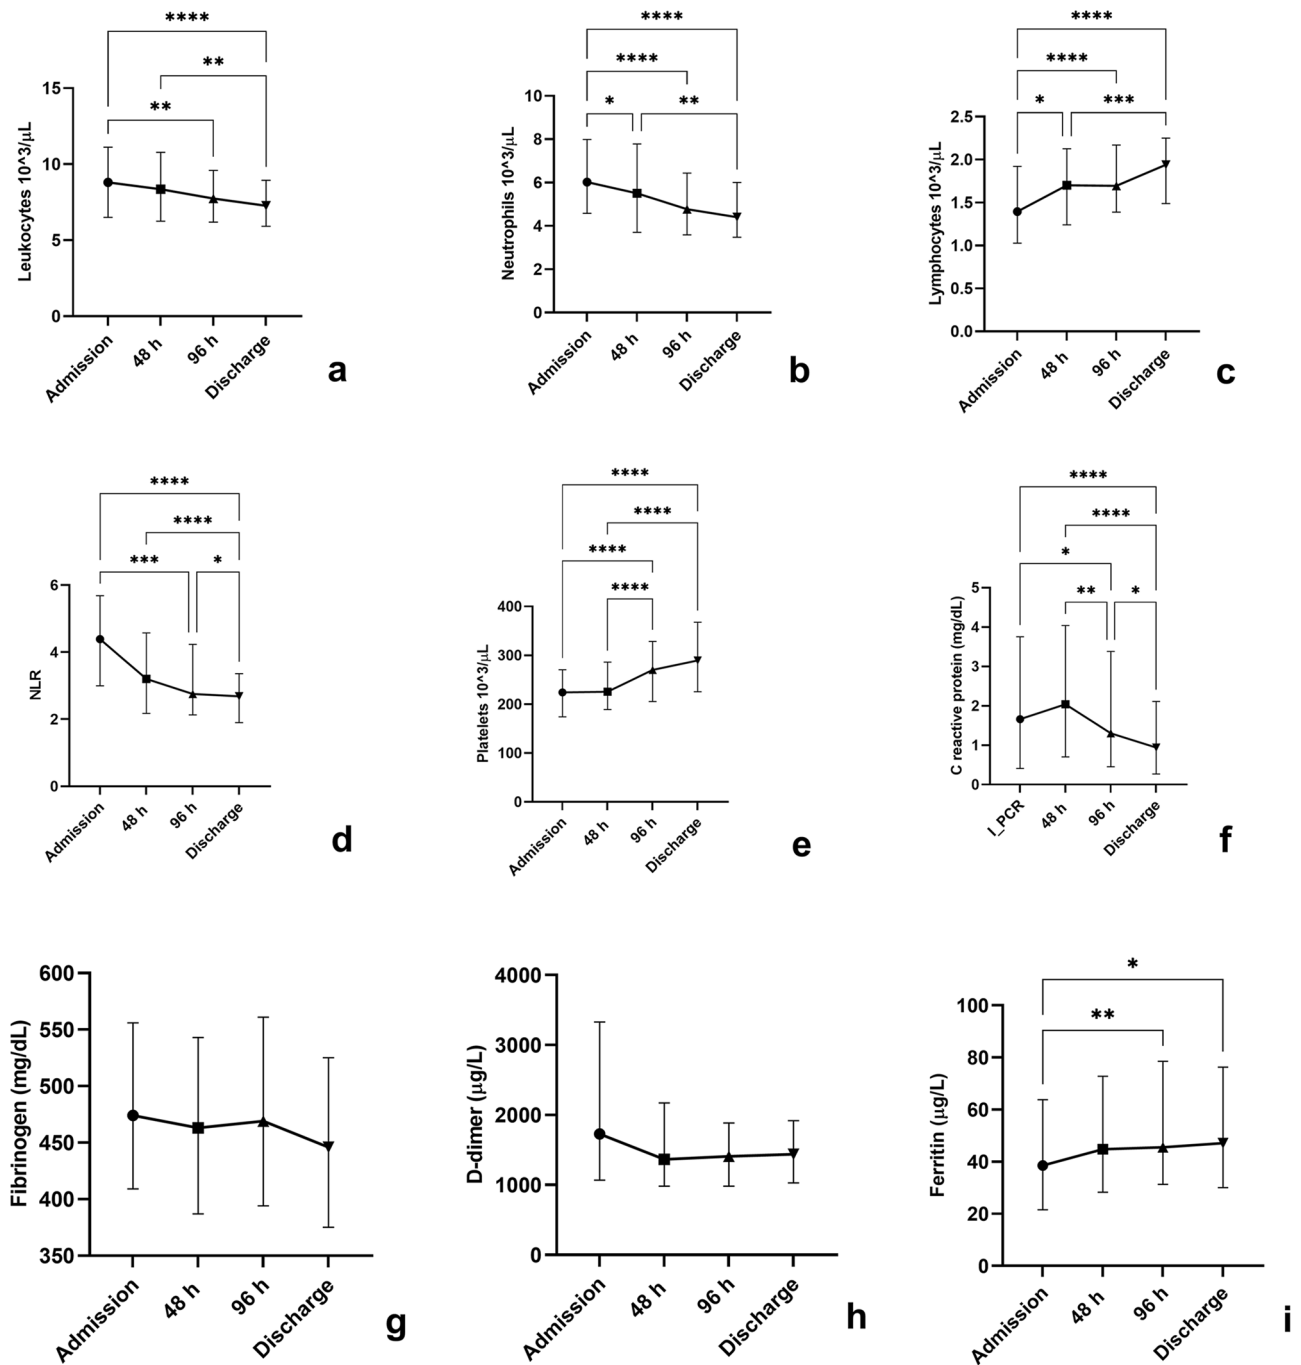 ****
**
**
15
10
5
0
Leukocytes 10^3/μL
Admission
48 h
96 h
Discharge
a
****
****
*
**
10
8
6
4
2
0
Neutrophils 10^3/μL
Admission
48 h
96 h
Discharge
b
****
****
*
***
2.5
2.0
1.5
1.0
0.5
0.0
Lymphocytes 10^3/μL
Admission
48 h
96 h
Discharge
c
****
****
***
*
6
4
2
0
NLR
Admission
48 h
96 h
Discharge
d
****
****
****
****
400
300
200
100
0
Platelets 10^3/μL
Admission
48 h
96 h
Discharge
e
****
****
*
**
*
5
4
3
2
1
0
C reactive protein (mg/dL)
I_PCR
48 h
96 h
Discharge
f
600
550
500
450
400
350
Fibrinogen (mg/dL)
Admission
48 h
96 h
Discharge
g
4000
3000
2000
1000
0
D-dimer (μg/L)
Admission
48 h
96 h
Discharge
h
*
**
100
80
60
40
20
0
Ferritin (μg/L)
Admission
48 h
96 h
Discharge
i